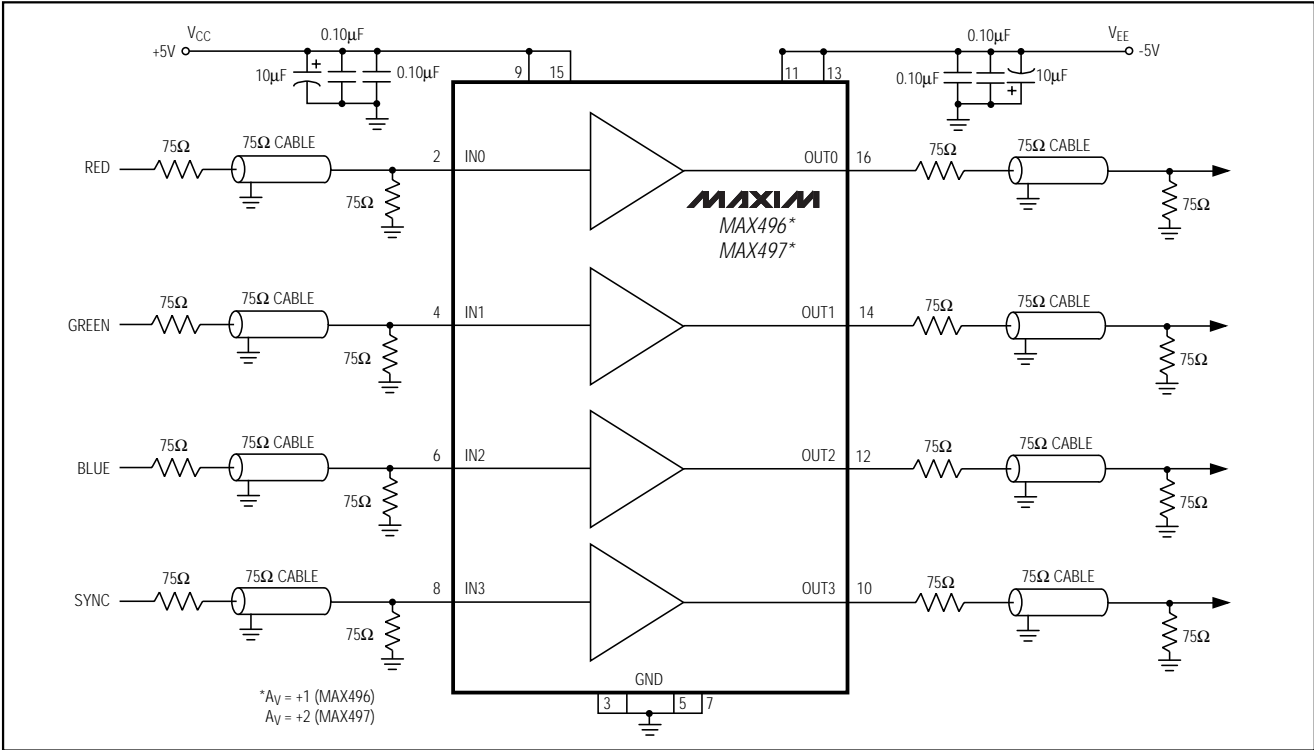 VCC
+5V
0.10μF
10μF
+
0.10μF
9 15
11 13
0.10μF
0.10μF
+
10μF
VEE
-5V
RED
75Ω
75Ω CABLE
75Ω
2 IN0
OUT0 16
75Ω
75Ω CABLE
75Ω
MAXIM
MAX496*
MAX497*
GREEN
75Ω
75Ω CABLE
75Ω
4 IN1
OUT1 14
75Ω
75Ω CABLE
75Ω
BLUE
75Ω
75Ω CABLE
75Ω
6 IN2
OUT2 12
75Ω
75Ω CABLE
75Ω
SYNC
75Ω
75Ω CABLE
75Ω
8 IN3
OUT3 10
75Ω
75Ω CABLE
75Ω
GND
3 5 7
*AV = +1 (MAX496)
AV = +2 (MAX497)